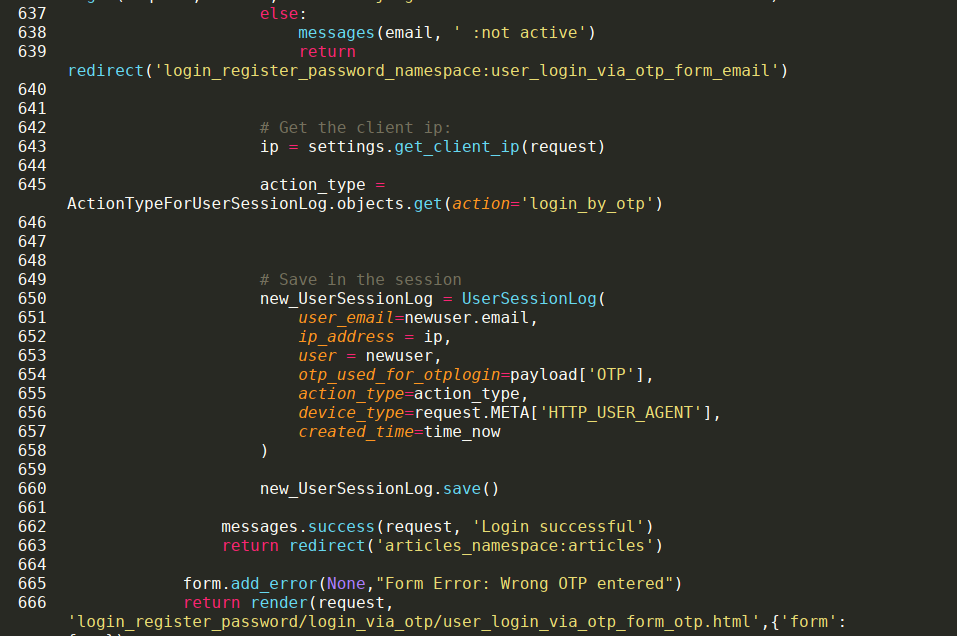 637 else:
638 messages(email, ' :not active')
639 return
redirect('login_register_password_namespace:user_login_via_otp_form_email')
640
641
642 # Get the client ip:
643 ip = settings.get_client_ip(request)
644
645 action_type =
ActionTypeForUserSessionLog.objects.get(action='login_by_otp')
646
647
648
649 # Save in the session
650 new_UserSessionLog = UserSessionLog(
651 user_email=newuser.email,
652 ip_address = ip,
653 user = newuser,
654 otp_used_for_otplogin=payload['OTP'],
655 action_type=action_type,
656 device_type=request.META['HTTP_USER_AGENT'],
657 created_time=time_now
658 )
659
660 new_UserSessionLog.save()
661
662 messages.success(request, 'Login successful')
663 return redirect('articles_namespace:articles')
664
665 form.add_error(None,"Form Error: Wrong OTP entered")
666 return render(request,
'login_register_password/login_via_otp/user_login_via_otp_form_otp.html',{'form':